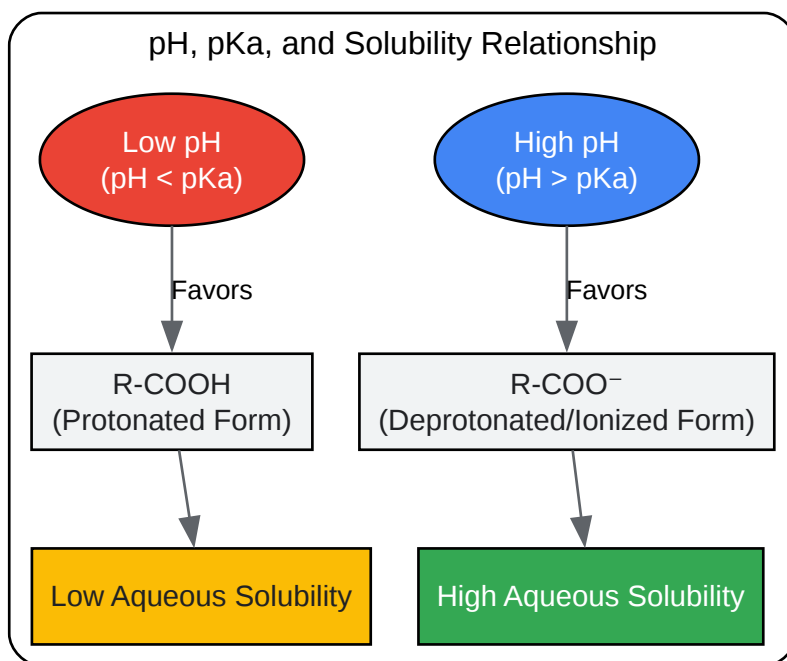 pH, pKa, and Solubility Relationship
Low pH
(pH < pKa)
High pH
(pH > pKa)
Favors
Favors
R-COOH
(Protonated Form)
R-COO⁻
(Deprotonated/Ionized Form)
Low Aqueous Solubility
High Aqueous Solubility